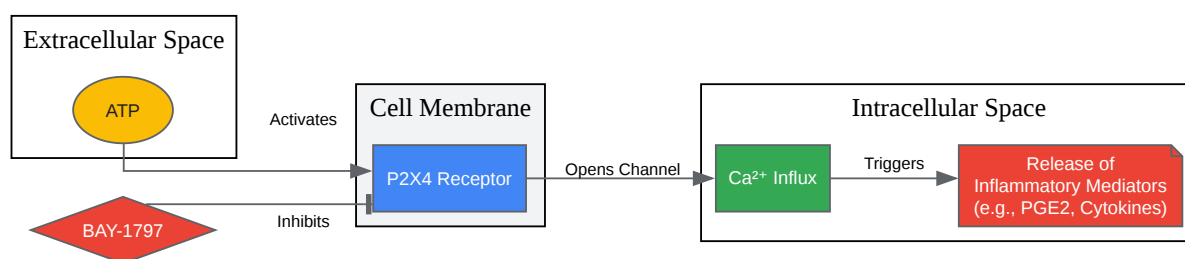 Extracellular Space
ATP
Activates
Cell Membrane
P2X4 Receptor
BAY-1797
Inhibits
Opens Channel
Intracellular Space
Ca²⁺ Influx
Triggers
Release of
Inflammatory Mediators
(e.g., PGE2, Cytokines)